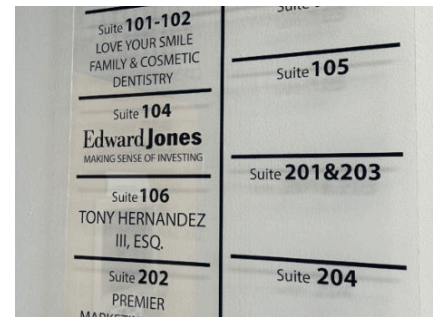 Suite 101-102
LOVE YOUR SMILE
FAMILY & COSMETIC
DENTISTRY
Suite 104
Edward Jones
MAKING SENSE OF INVESTING
Suite 106
TONY HERNANDEZ
III, ESQ.
Suite 202
PREMIER
Suite 105
Suite 201&203
Suite 204